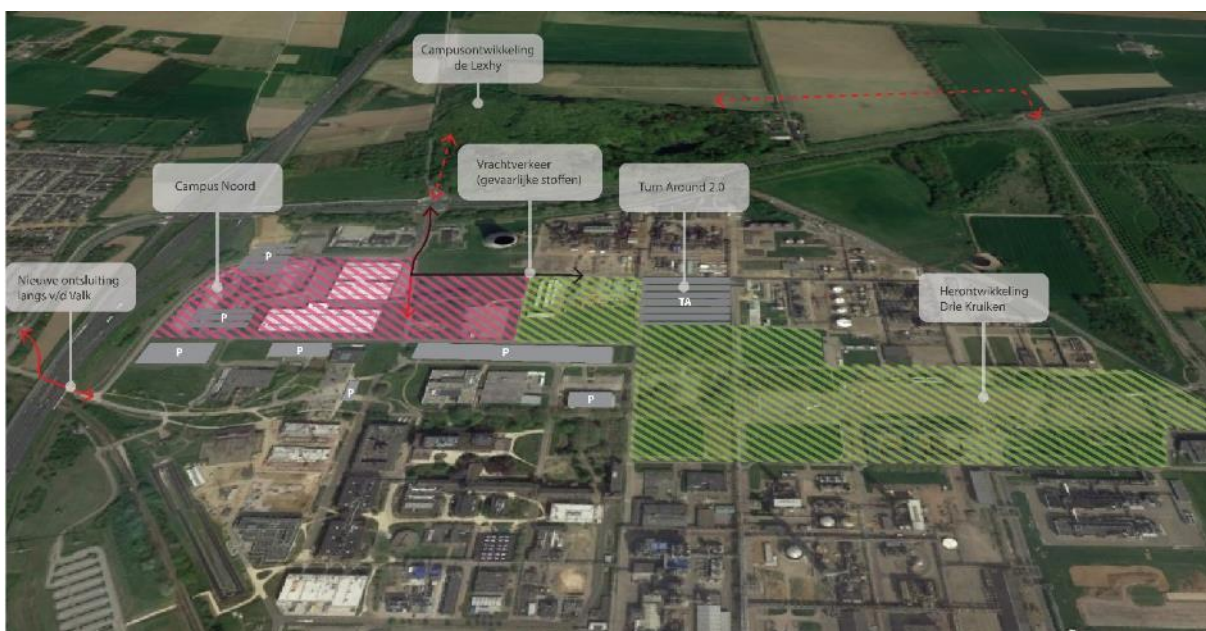 Campusontwikkeling
de Lexhy
Vrachtverkeer
(gevaarlijke stoffen)
Campus Noord
Turn Around 2.0
P
Nieuwe ontsluiting
langs v/d Valk
TA
Herontwikkeling
Drie Kruiken
P
P
P
P
P
P